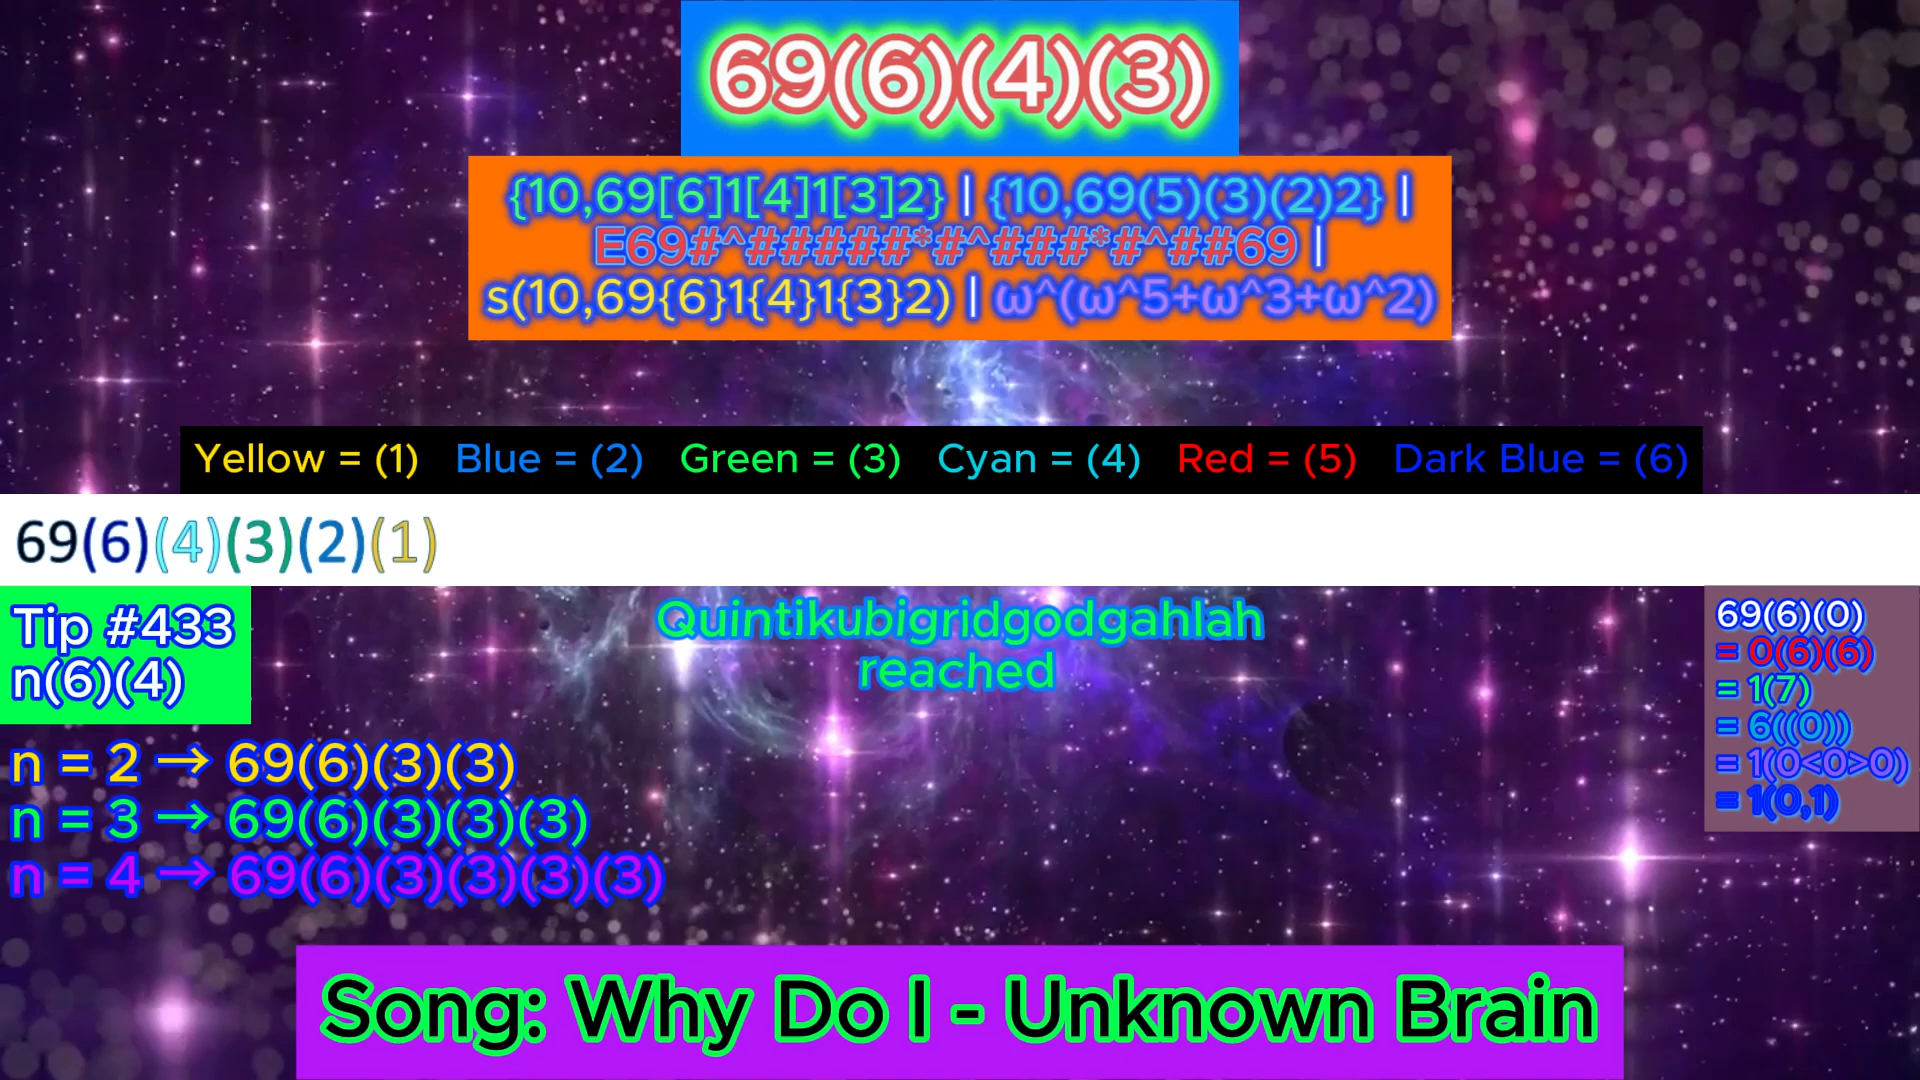 69(6)(4)(3)
{10,69[6]1[4]1[3]2} | {10,69(5)(3)(2)2} |
E69#^#####*#^###*#^##69 |
s(10,69{6}1{4}1{3}2) | ω^(ω^5+ω^3+ω^2)
Yellow = (1) Blue = (2) Green = (3) Cyan = (4) Red = (5) Dark Blue = (6)
69(6)(4)(3)(2)(1)
Tip #433
n(6)(4)
Quintikubigridgodgahlah
reached
69(6)(0)
= 0(6)(6)
= 1(7)
= 6((0))
= 1(0<0>0)
= 1(0,1)
n = 2 → 69(6)(3)(3)
n = 3 → 69(6)(3)(3)(3)
n = 4 → 69(6)(3)(3)(3)(3)
Song: Why Do I - Unknown Brain